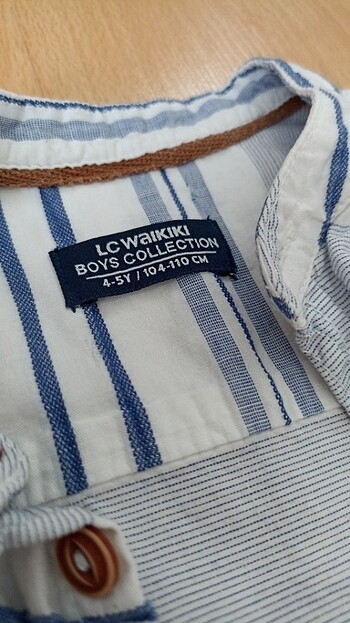 LC WAIKIKI
BOYS COLLECTION
4-5Y / 104-110 CM